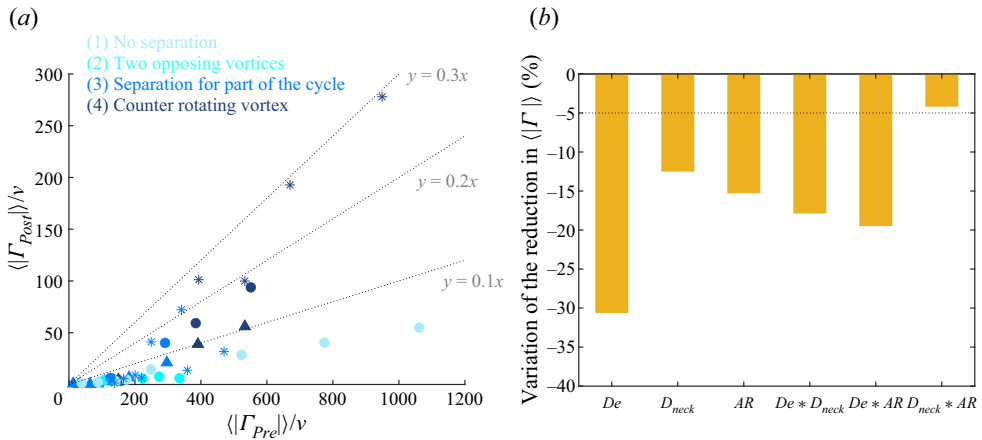 (a)
(1) No separation
(2) Two opposing vortices
(3) Separation for part of the cycle
(4) Counter rotating vortex
y = 0.3x
y = 0.2x
y = 0.1x
⟨|Γ_Post|⟩/ν
300
250
200
150
100
50
0 200 400 600 800 1000 1200
⟨|Γ_Pre|⟩/ν
(b)
Variation of the reduction in ⟨|Γ|⟩ (%)
0
−5
−10
−15
−20
−25
−30
−35
−40
De D_neck AR De * D_neck De * AR D_neck * AR